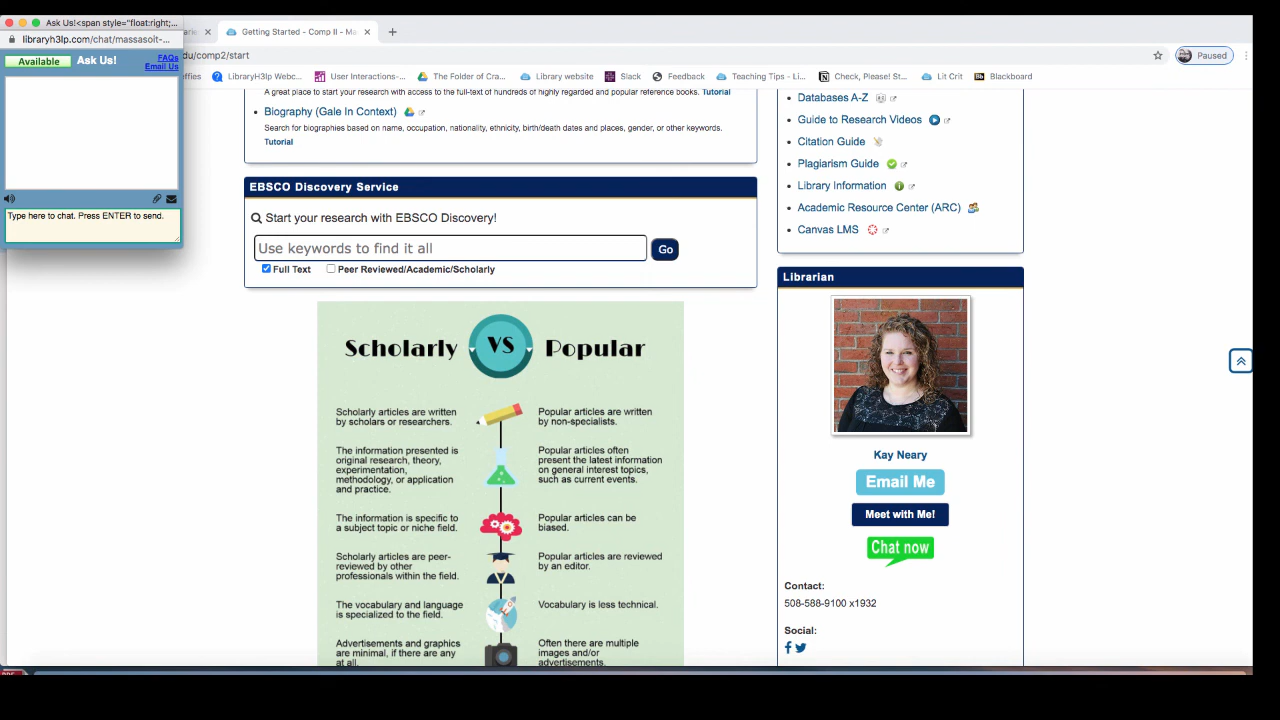 Ask Us!<span style="float:right;...
Getting Started - Comp II - Ma
libraryh3lp.com/chat/massasoit-
du/comp2/start
Paused
LibraryH3lp Webc...
User Interactions-...
The Folder of Cra...
Library website
Slack
Feedback
Teaching Tips - Li...
Check, Please! St...
Lit Crit
Blackboard
Available
Ask Us!
FAQs
Email Us
Type here to chat. Press ENTER to send.
A great place to start your research with access to the full-text of hundreds of highly regarded and popular reference books. Tutorial
Biography (Gale In Context)
Search for biographies based on name, occupation, nationality, ethnicity, birth/death dates and places, gender, or other keywords.
Tutorial
EBSCO Discovery Service
Start your research with EBSCO Discovery!
Use keywords to find it all
Go
Full Text
Peer Reviewed/Academic/Scholarly
Scholarly VS Popular
Scholarly articles are written
by scholars or researchers.
Popular articles are written
by non-specialists.
The information presented is
original research, theory,
experimentation,
methodology, or application
and practice.
Popular articles often
present the latest information
on general interest topics,
such as current events.
The information is specific to
a subject topic or niche field.
Popular articles can be
biased.
Scholarly articles are peer-
reviewed by other
professionals within the field.
Popular articles are reviewed
by an editor.
The vocabulary and language
is specialized to the field.
Vocabulary is less technical.
Advertisements and graphics
are minimal, if there are any
at all.
Often there are multiple
images and/or
advertisements.
Databases A-Z
Guide to Research Videos
Citation Guide
Plagiarism Guide
Library Information
Academic Resource Center (ARC)
Canvas LMS
Librarian
Kay Neary
Email Me
Meet with Me!
Chat now
Contact:
508-588-9100 x1932
Social: